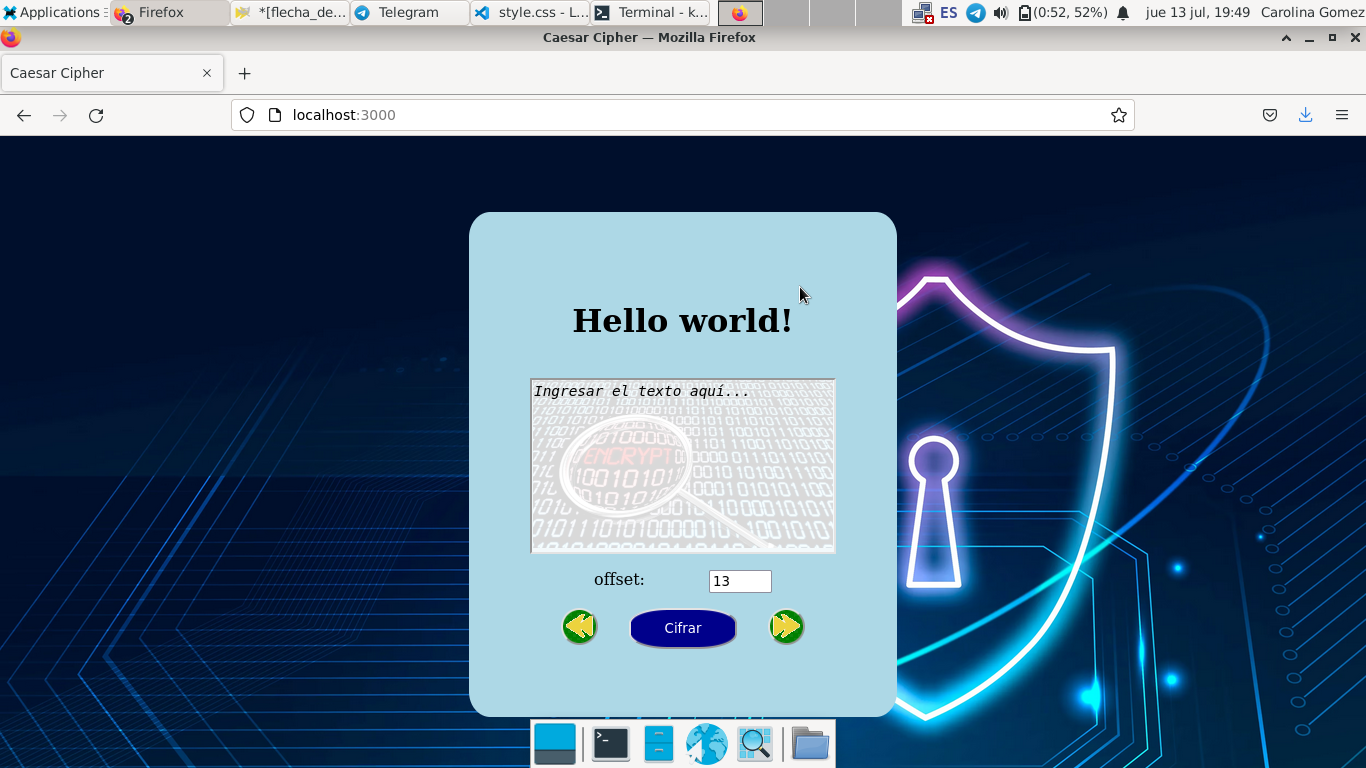 Applications
Firefox
2
*[flecha_de...
Telegram
style.css - L...
Terminal - k...
ES
(0:52, 52%)
jue 13 jul, 19:49
Carolina Gomez
Caesar Cipher — Mozilla Firefox
Caesar Cipher
localhost:3000
Hello world!
Ingresar el texto aquí...
ENCRYPT
offset:
13
Cifrar